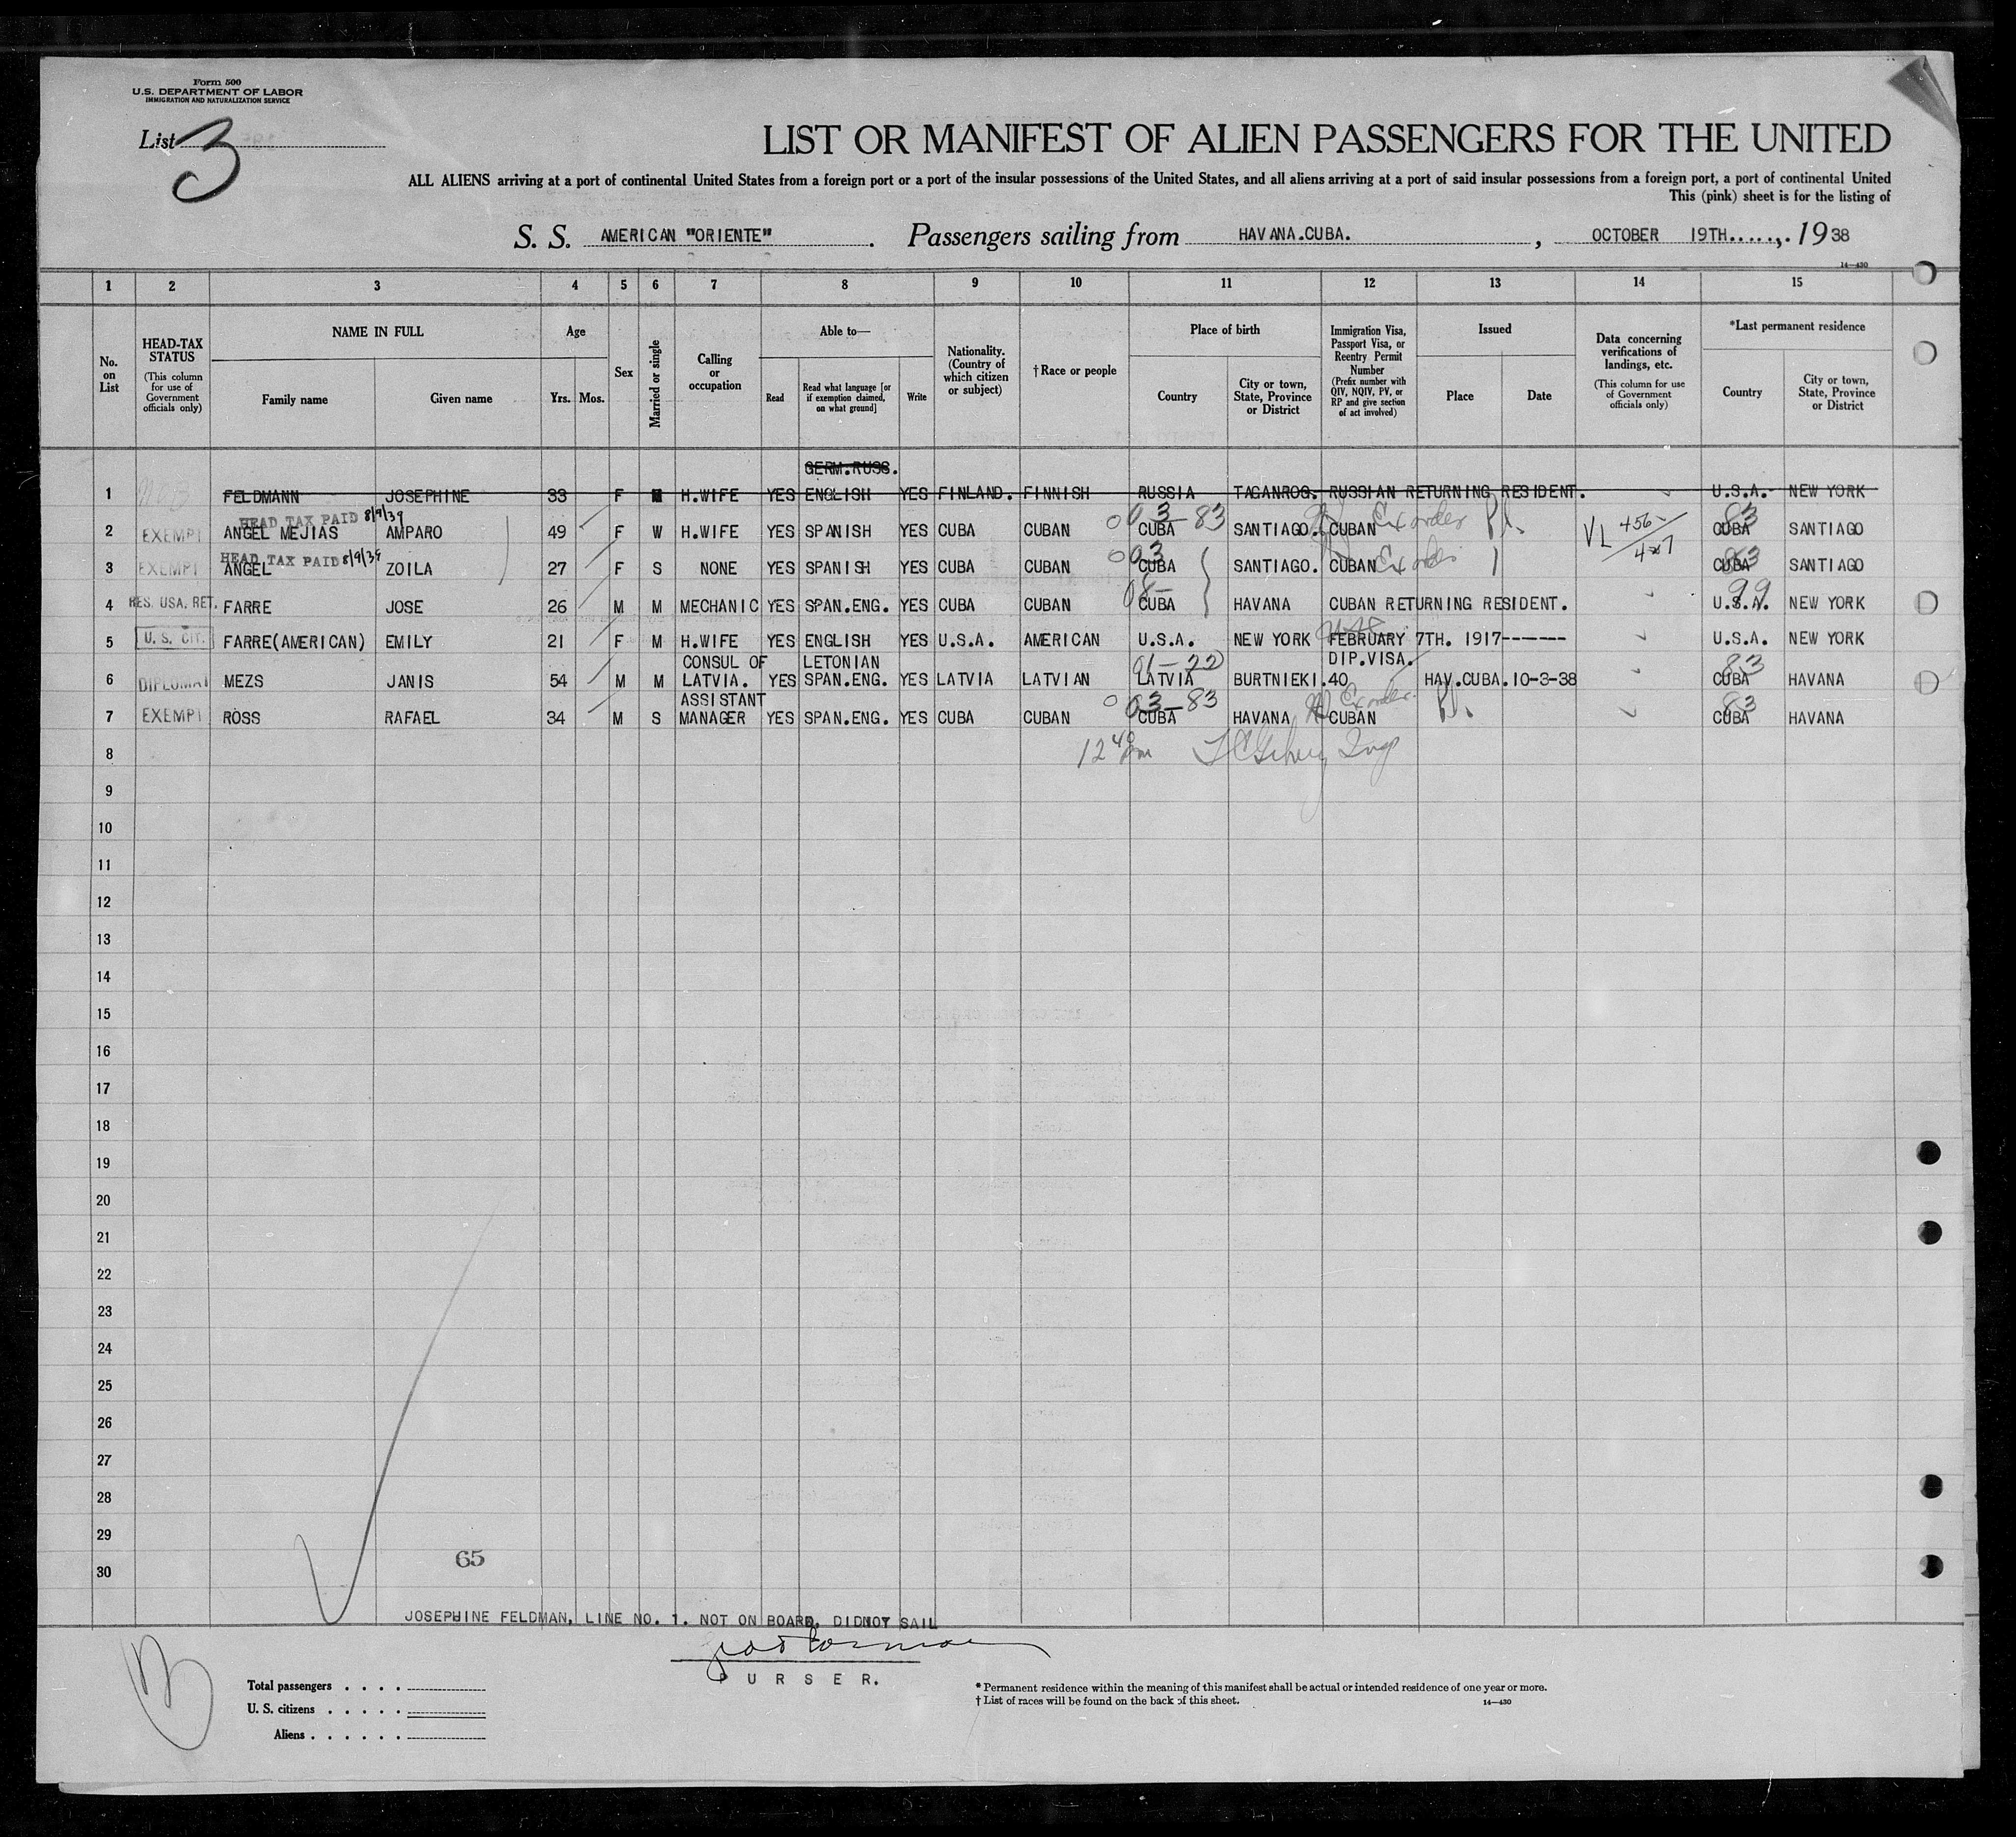 Form 500
U.S. DEPARTMENT OF LABOR
IMMIGRATION AND NATURALIZATION SERVICE
List 3
LIST OR MANIFEST OF ALIEN PASSENGERS FOR THE UNITED
ALL ALIENS arriving at a port of continental United States from a foreign port or a port of the insular possessions of the United States, and all aliens arriving at a port of said insular possessions from a foreign port, a port of continental United
This (pink) sheet is for the listing of
S. S. AMERICAN "ORIENTE". Passengers sailing from HAVANA.CUBA., OCTOBER 19TH....., 1938
14—430
1 2 3 4 5 6 7 8 9 10 11 12 13 14 15
No. on List
HEAD-TAX STATUS (This column for use of Government officials only)
NAME IN FULL
Family name
Given name
Age
Yrs. Mos.
Sex
Married or single
Calling or occupation
Able to—
Read
Read what language [or if exemption claimed, on what ground]
Write
Nationality. (Country of which citizen or subject)
†Race or people
Place of birth
Country
City or town, State, Province or District
Immigration Visa, Passport Visa, or Reentry Permit Number (Prefix number with QIV, NQIV, PV, or RP and give section of act involved)
Issued
Place
Date
Data concerning verifications of landings, etc. (This column for use of Government officials only)
*Last permanent residence
Country
City or town, State, Province or District
GERM.RUSS.
1 FELDMANN JOSEPHINE 33 F H.WIFE YES ENGLISH YES FINLAND. FINNISH RUSSIA TAGANROG. RUSSIAN RETURNING RESIDENT. U.S.A. NEW YORK
HEAD TAX PAID 8/9/39 03-83 Ex order 83
2 EXEMPT ANGEL MEJIAS AMPARO 49 F W H.WIFE YES SPANISH YES CUBA CUBAN CUBA SANTIAGO. CUBAN VL 456- 457 CUBA SANTIAGO
HEAD TAX PAID 8/9/39 03 83
3 EXEMPT ANGEL ZOILA 27 F S NONE YES SPANISH YES CUBA CUBAN CUBA SANTIAGO. CUBAN CUBA SANTIAGO
08- 99
4 RES. USA. RET. FARRE JOSE 26 M M MECHANIC YES SPAN.ENG. YES CUBA CUBAN CUBA HAVANA CUBAN RETURNING RESIDENT. U.S.A. NEW YORK
5 U. S. CIT. FARRE(AMERICAN) EMILY 21 F M H.WIFE YES ENGLISH YES U.S.A. AMERICAN U.S.A. NEW YORK FEBRUARY 7TH. 1917------- U.S.A. NEW YORK
CONSUL OF LETONIAN 01-22 DIP.VISA. 83
6 DIPLOMAT MEZS JANIS 54 M M LATVIA. YES SPAN.ENG. YES LATVIA LATVIAN LATVIA BURTNIEKI. 40 HAV.CUBA. 10-3-38 CUBA HAVANA
ASSISTANT 03-83 Ex order 83
7 EXEMPT ROSS RAFAEL 34 M S MANAGER YES SPAN.ENG. YES CUBA CUBAN CUBA HAVANA CUBAN CUBA HAVANA
8 12 40 pm
9
10
11
12
13
14
15
16
17
18
19
20
21
22
23
24
25
26
27
28
29
65
30
JOSEPHINE FELDMAN, LINE NO. 1. NOT ON BOARD, DIDNOT SAIL
PURSER.
Total passengers . . . .
U. S. citizens . . . . .
Aliens . . . . . .
* Permanent residence within the meaning of this manifest shall be actual or intended residence of one year or more.
† List of races will be found on the back of this sheet.
14—430